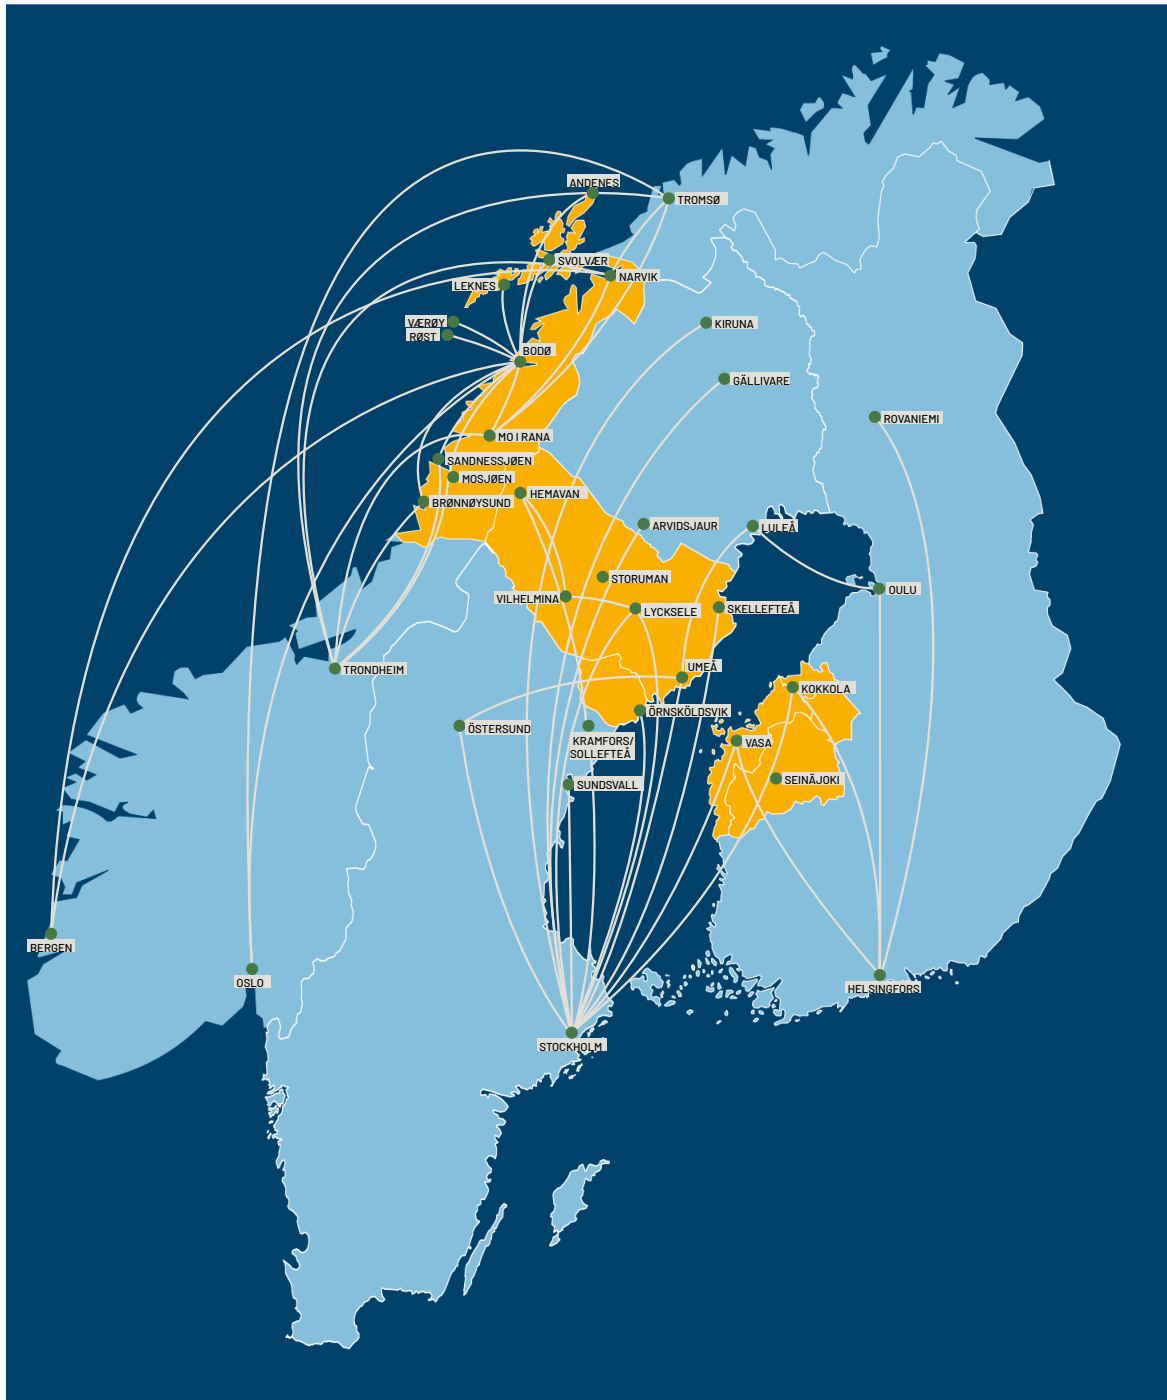 ANDENES
TROMSØ
SVOLVÆR
NARVIK
LEKNES
VÆRØY
KIRUNA
RØST
BODØ
GÄLLIVARE
ROVANIEMI
MO I RANA
SANDNESSJØEN
MOSJØEN
HEMAVAN
BRØNNØYSUND
ARVIDSJAUR
LULEÅ
STORUMAN
OULU
VILHELMINA
LYCKSELE
SKELLEFTEÅ
UMEÅ
TRONDHEIM
KOKKOLA
ÖRNSKÖLDSVIK
ÖSTERSUND
KRAMFORS/
SOLLEFTEÅ
VASA
SEINÄJOKI
SUNDSVALL
BERGEN
OSLO
HELSINGFORS
STOCKHOLM